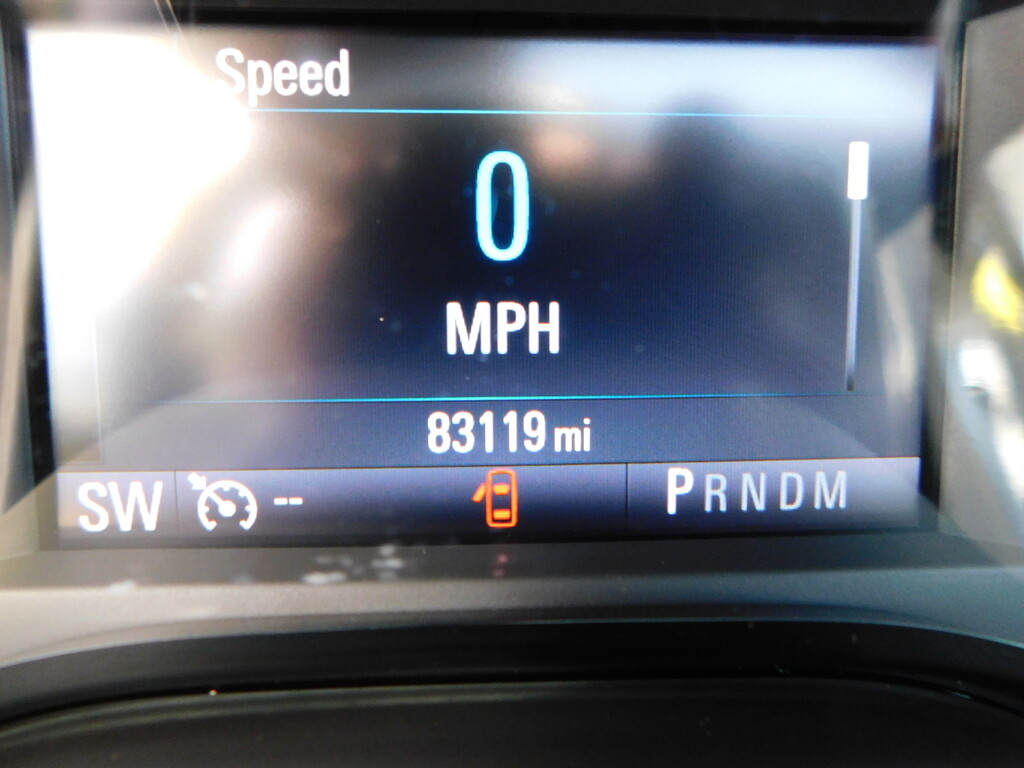 Speed
0
MPH
83119 mi
SW -- PRNDM